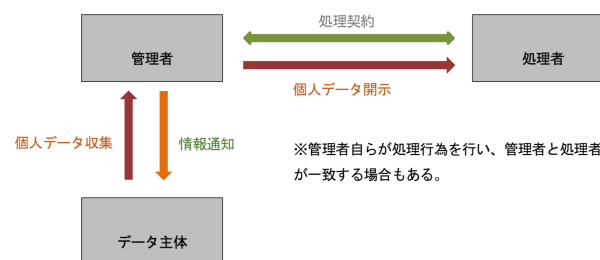 処理契約
管理者
処理者
個人データ開示
個人データ収集
情報通知
※管理者自らが処理行為を行い、管理者と処理者
が一致する場合もある。
データ主体